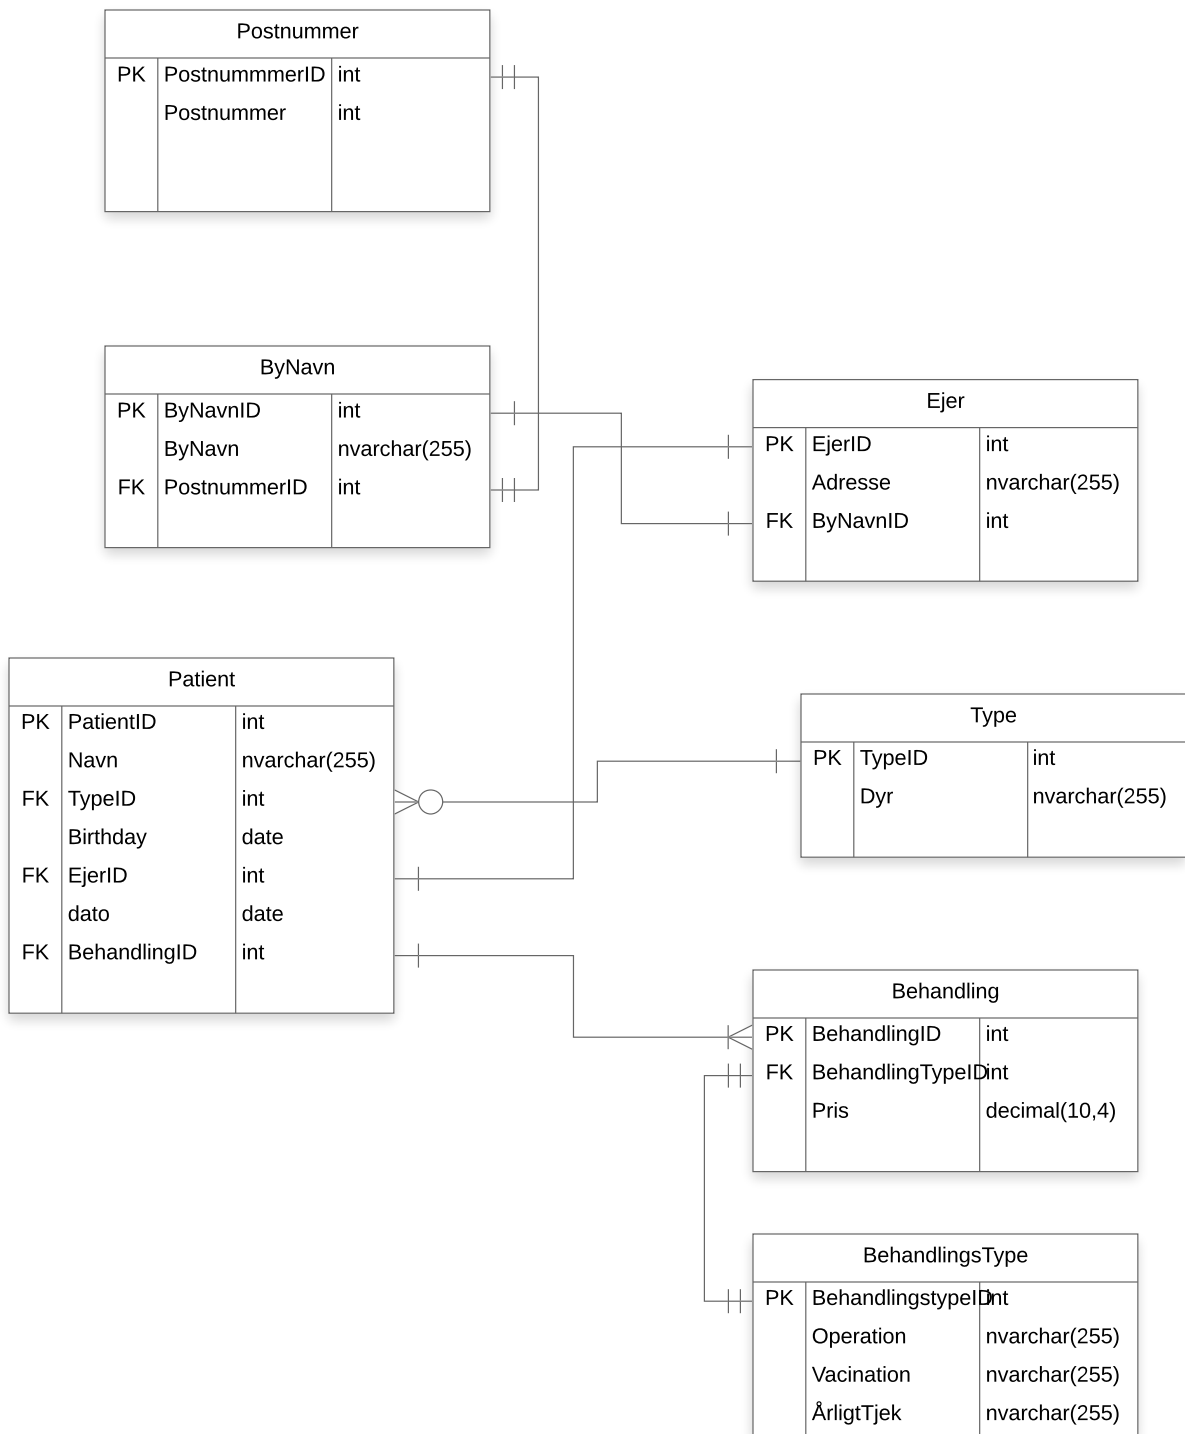 Postnummer
PK PostnummmerID int
Postnummer int
ByNavn
PK ByNavnID int
ByNavn nvarchar(255)
FK PostnummerID int
Ejer
PK EjerID int
Adresse nvarchar(255)
FK ByNavnID int
Patient
PK PatientID int
Navn nvarchar(255)
FK TypeID int
Birthday date
FK EjerID int
dato date
FK BehandlingID int
Type
PK TypeID int
Dyr nvarchar(255)
Behandling
PK BehandlingID int
FK BehandlingTypeID int
Pris decimal(10,4)
BehandlingsType
PK BehandlingstypeID int
Operation nvarchar(255)
Vacination nvarchar(255)
ÅrligtTjek nvarchar(255)